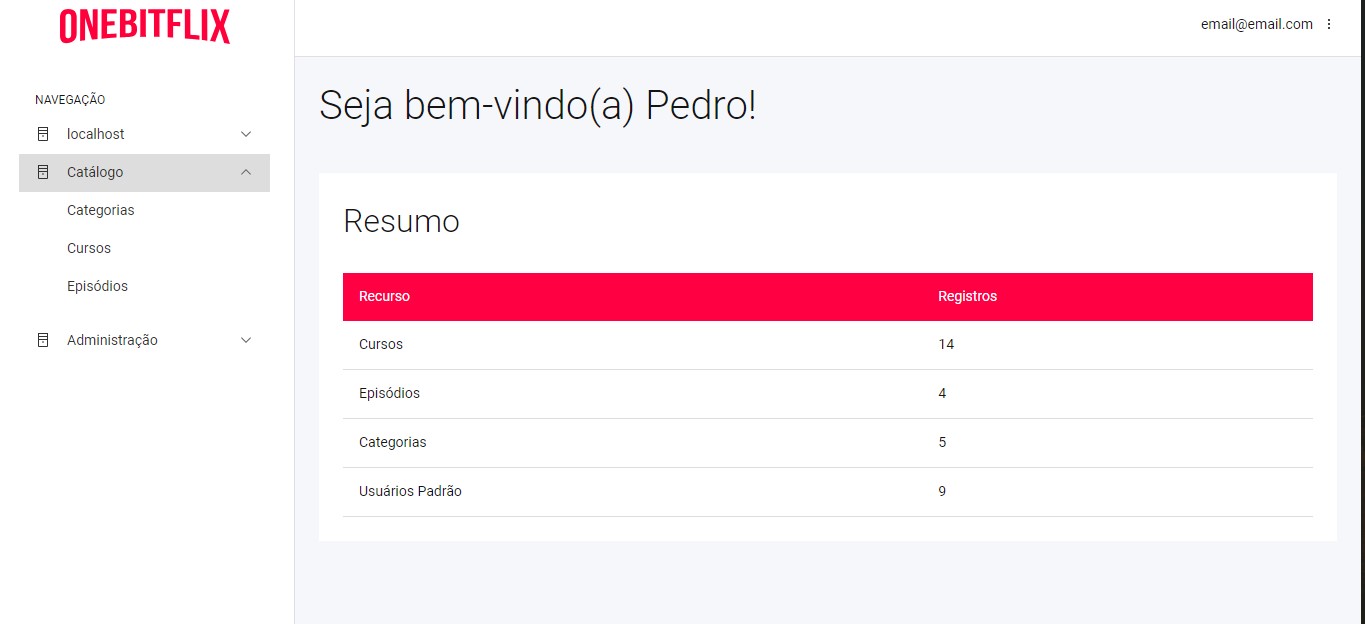 ONEBITFLIX
email@email.com
NAVEGAÇÃO
localhost
Catálogo
Categorias
Cursos
Episódios
Administração
Seja bem-vindo(a) Pedro!
Resumo
Recurso Registros
Cursos 14
Episódios 4
Categorias 5
Usuários Padrão 9